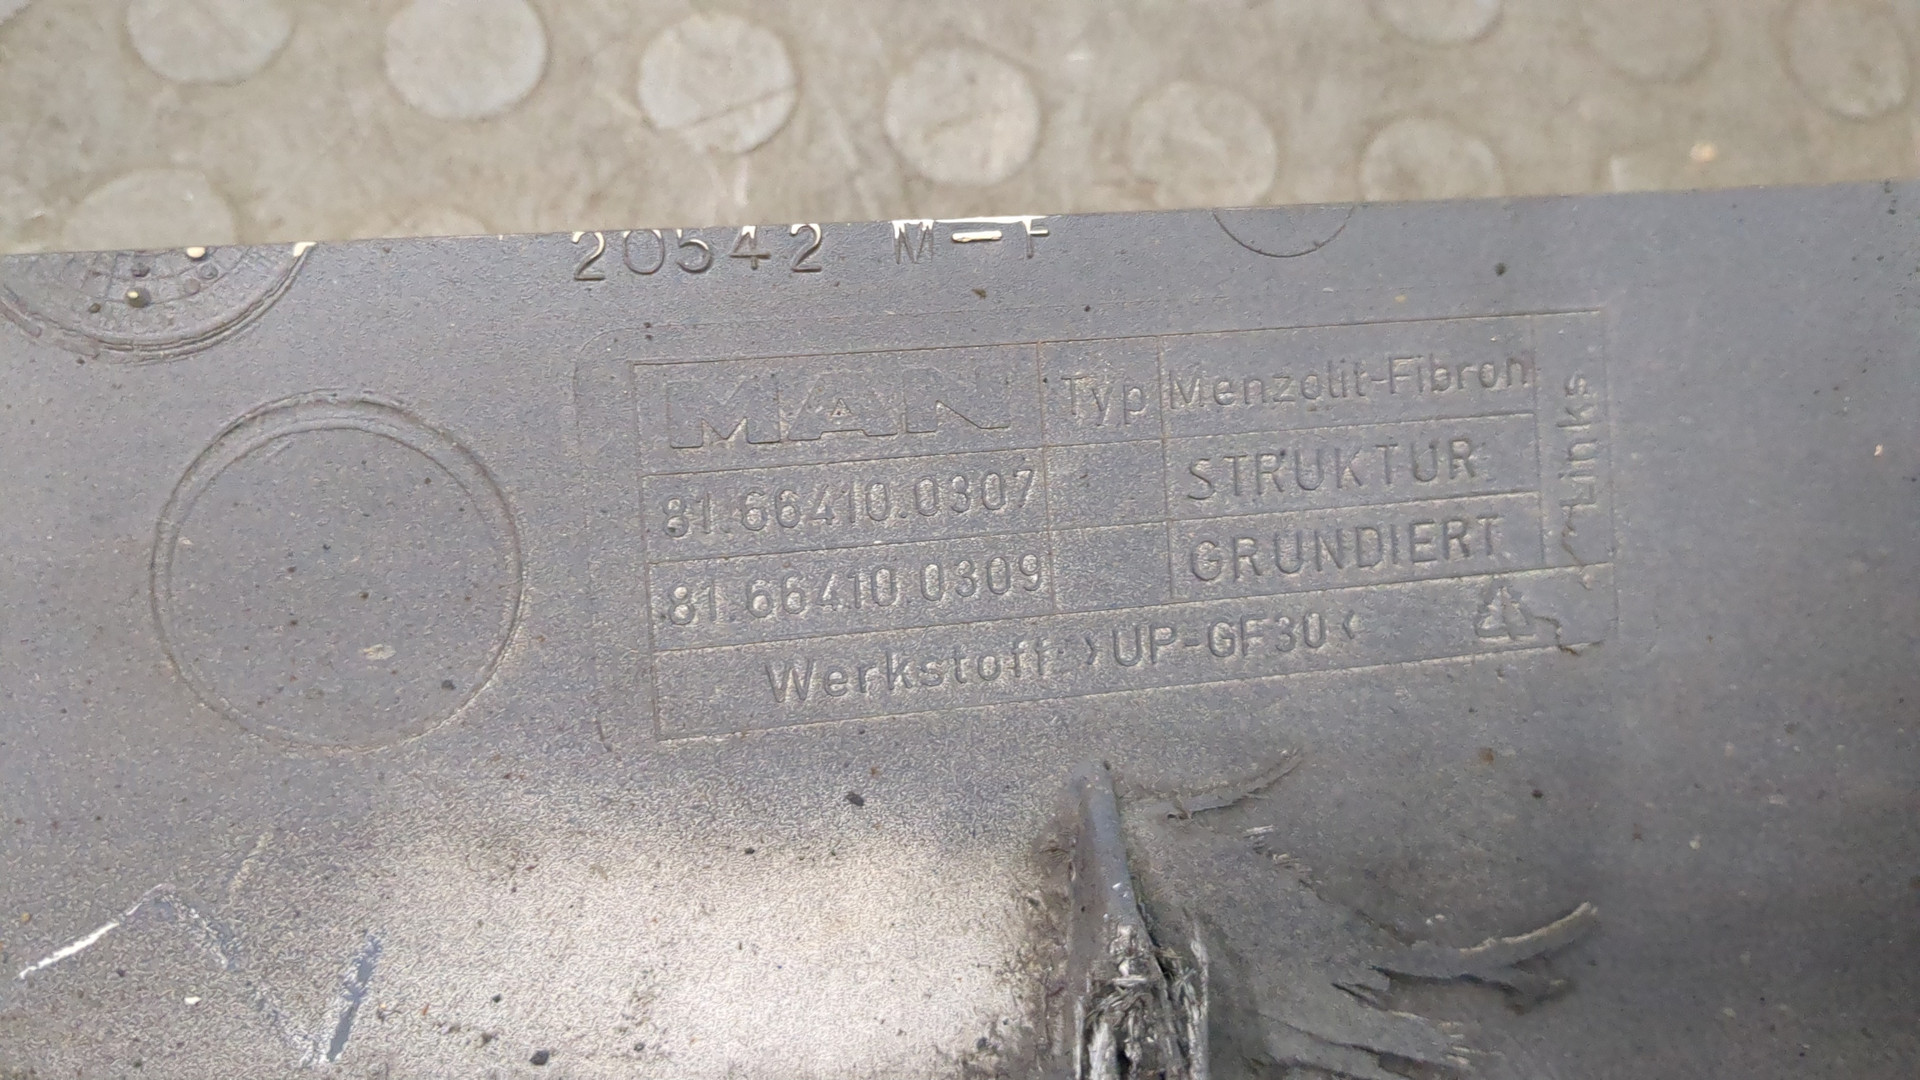 20542 M-F
MAN Typ Menzolit-Fibron
81.66410.0307 STRUKTUR
81.66410.0309 GRUNDIERT
Links
Werkstoff: >UP-GF30<